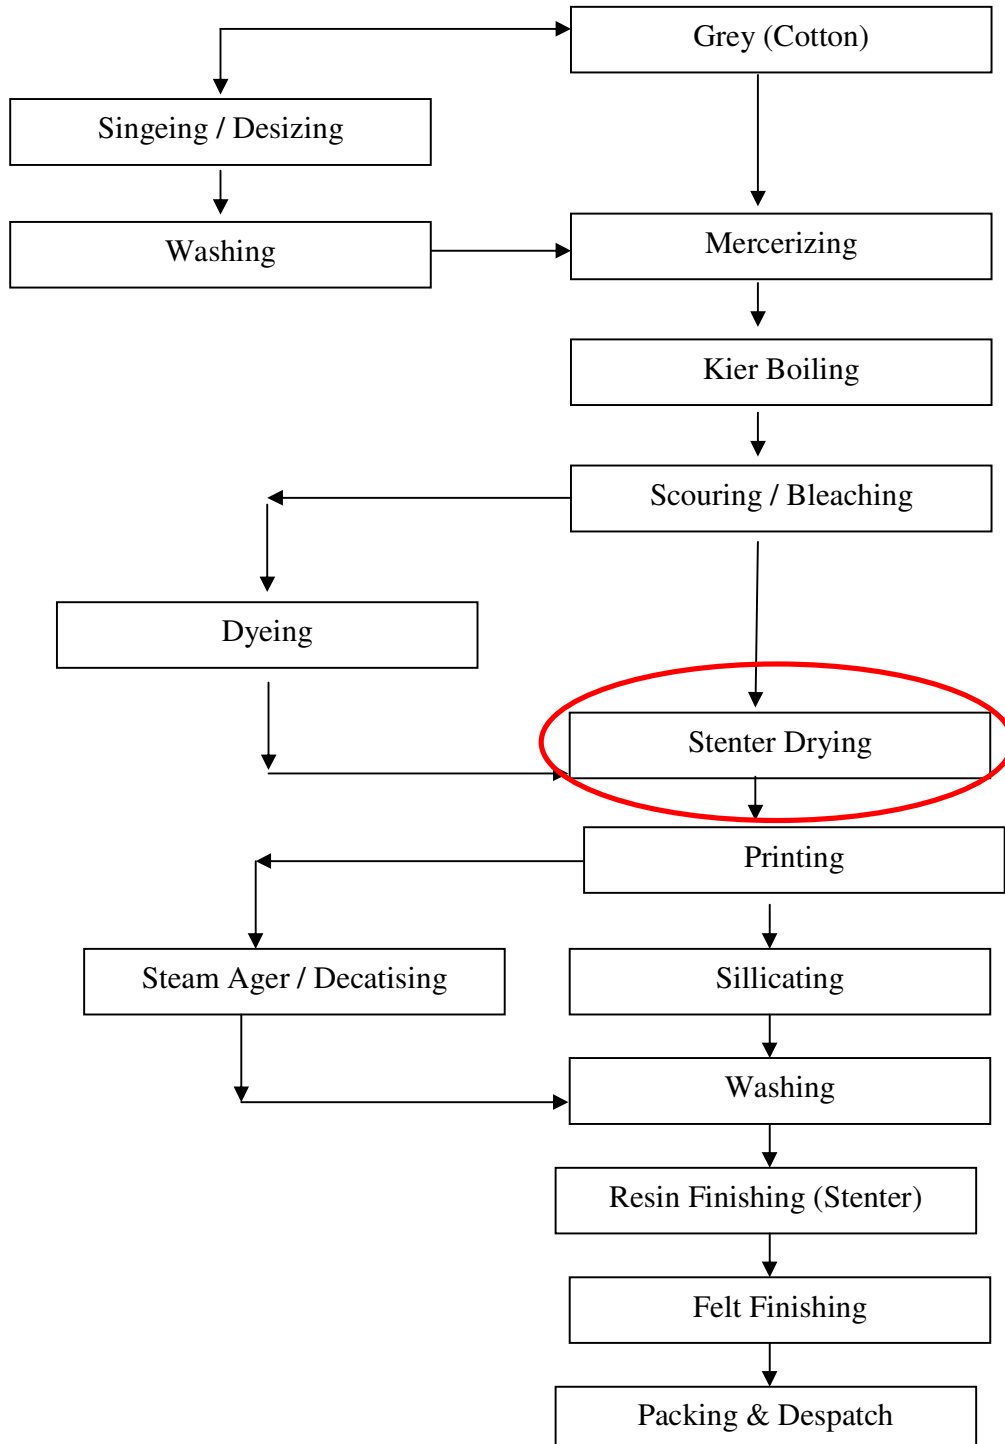 Grey (Cotton)
Singeing / Desizing
Washing
Mercerizing
Kier Boiling
Scouring / Bleaching
Dyeing
Stenter Drying
Printing
Steam Ager / Decatising
Sillicating
Washing
Resin Finishing (Stenter)
Felt Finishing
Packing & Despatch